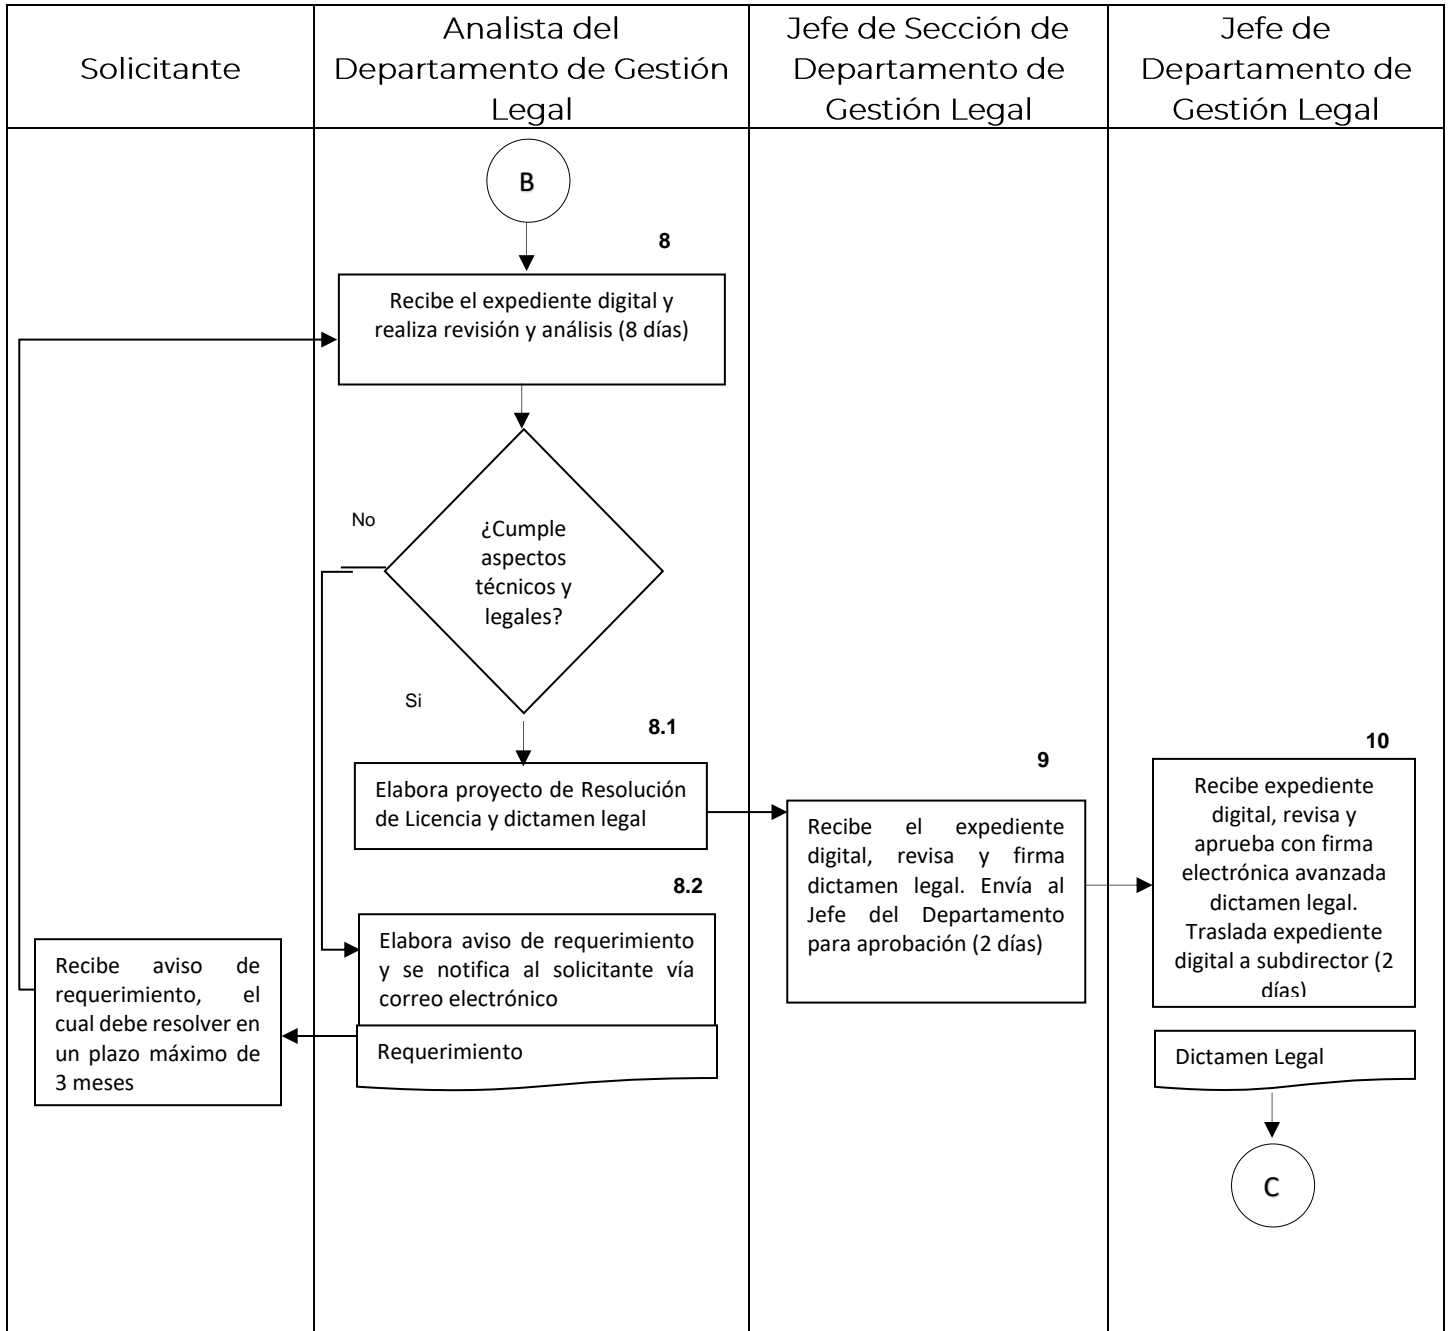 Solicitante
Analista del
Departamento de Gestión
Legal
Jefe de Sección de
Departamento de
Gestión Legal
Jefe de
Departamento de
Gestión Legal
B
8
Recibe el expediente digital y
realiza revisión y análisis (8 días)
No
¿Cumple
aspectos
técnicos y
legales?
Si
8.1
Elabora proyecto de Resolución
de Licencia y dictamen legal
9
Recibe el expediente
digital, revisa y firma
dictamen legal. Envía al
Jefe del Departamento
para aprobación (2 días)
10
Recibe expediente
digital, revisa y
aprueba con firma
electrónica avanzada
dictamen legal.
Traslada expediente
digital a subdirector (2
días)
8.2
Elabora aviso de requerimiento
y se notifica al solicitante vía
correo electrónico
Requerimiento
Recibe aviso de
requerimiento, el
cual debe resolver en
un plazo máximo de
3 meses
Dictamen Legal
C